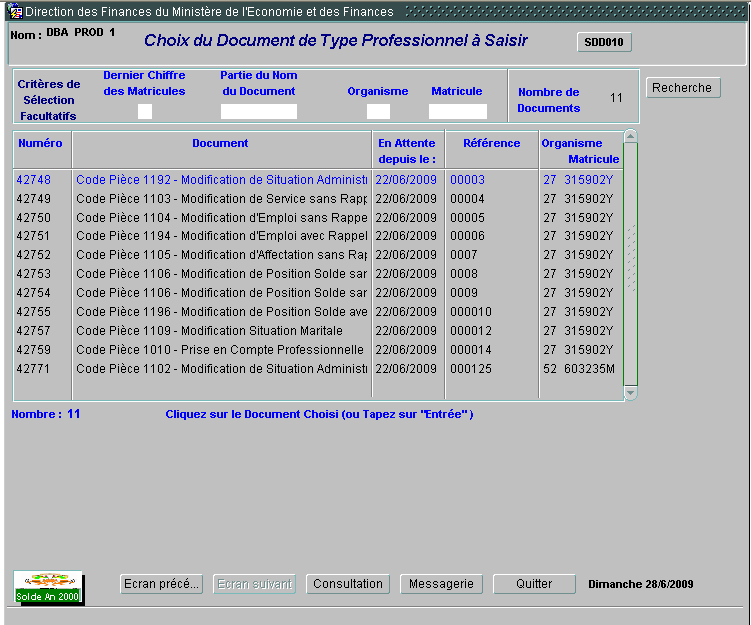 Direction des Finances du Ministère de l'Economie et des Finances
Nom : DBA PROD 1
Choix du Document de Type Professionnel à Saisir
SDD010
Critères de Sélection Facultatifs
Dernier Chiffre des Matricules
Partie du Nom du Document
Organisme
Matricule
Nombre de Documents
11
Recherche
Numéro Document En Attente depuis le : Référence Organisme Matricule
42748 Code Pièce 1192 - Modification de Situation Administr 22/06/2009 00003 27 315902Y
42749 Code Pièce 1103 - Modification de Service sans Rapp 22/06/2009 00004 27 315902Y
42750 Code Pièce 1104 - Modification d'Emploi sans Rappe 22/06/2009 00005 27 315902Y
42751 Code Pièce 1194 - Modification d'Emploi avec Rappel 22/06/2009 00006 27 315902Y
42752 Code Pièce 1105 - Modification d'Affectation sans Rap 22/06/2009 0007 27 315902Y
42753 Code Pièce 1106 - Modification de Position Solde sar 22/06/2009 0008 27 315902Y
42754 Code Pièce 1106 - Modification de Position Solde sar 22/06/2009 0009 27 315902Y
42755 Code Pièce 1196 - Modification de Position Solde ave 22/06/2009 000010 27 315902Y
42757 Code Pièce 1109 - Modification Situation Maritale 22/06/2009 000012 27 315902Y
42759 Code Pièce 1010 - Prise en Compte Professionnelle 22/06/2009 000014 27 315902Y
42771 Code Pièce 1102 - Modification de Situation Administr 22/06/2009 000125 52 603235M
Nombre : 11
Cliquez sur le Document Choisi (ou Tapez sur "Entrée" )
Solde An 2000
Ecran précé...
Ecran suivant
Consultation
Messagerie
Quitter
Dimanche 28/6/2009